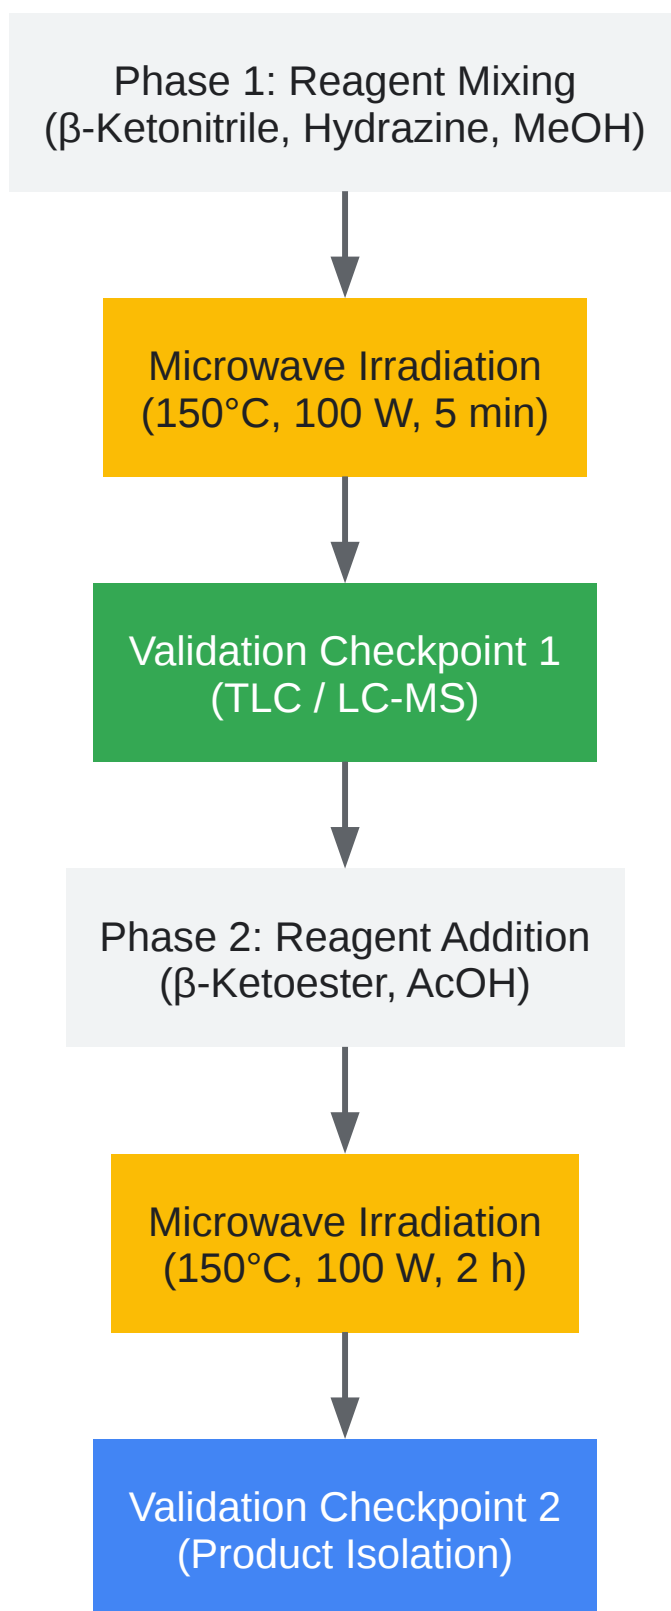 Phase 1: Reagent Mixing
(β-Ketonitrile, Hydrazine, MeOH)
Microwave Irradiation
(150°C, 100 W, 5 min)
Validation Checkpoint 1
(TLC / LC-MS)
Phase 2: Reagent Addition
(β-Ketoester, AcOH)
Microwave Irradiation
(150°C, 100 W, 2 h)
Validation Checkpoint 2
(Product Isolation)